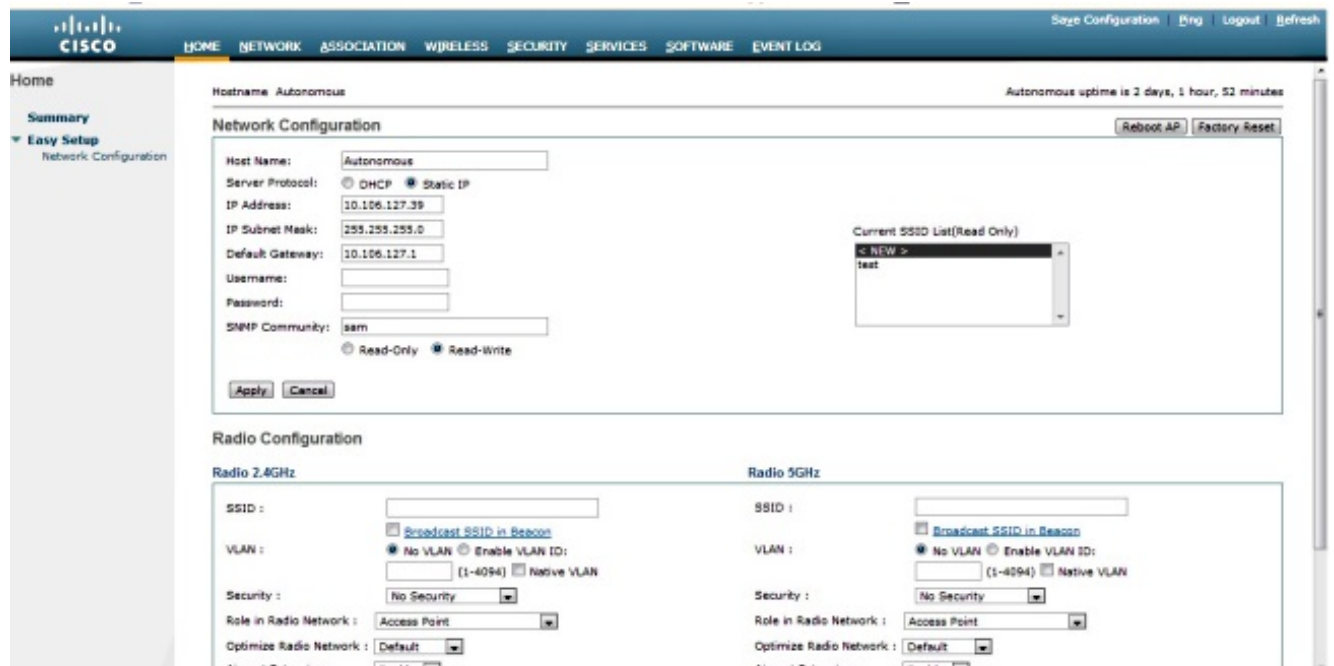 Save Configuration | Ping | Logout | Refresh
CISCO
HOME NETWORK ASSOCIATION WIRELESS SECURITY SERVICES SOFTWARE EVENT LOG
Home
Summary
Easy Setup
Network Configuration
Hostname Autonomous
Autonomous uptime is 2 days, 1 hour, 52 minutes
Network Configuration
Reboot AP Factory Reset
Host Name: Autonomous
Server Protocol: DHCP Static IP
IP Address: 10.106.127.39
IP Subnet Mask: 255.255.255.0
Default Gateway: 10.106.127.1
Username:
Password:
SNMP Community: sam
Read-Only Read-Write
Current SSID List(Read Only)
< NEW >
test
Apply Cancel
Radio Configuration
Radio 2.4GHz
SSID :
Broadcast SSID in Beacon
VLAN : No VLAN Enable VLAN ID:
(1-4094) Native VLAN
Security : No Security
Role in Radio Network : Access Point
Optimize Radio Network : Default
Radio 5GHz
SSID :
Broadcast SSID in Beacon
VLAN : No VLAN Enable VLAN ID:
(1-4094) Native VLAN
Security : No Security
Role in Radio Network : Access Point
Optimize Radio Network : Default